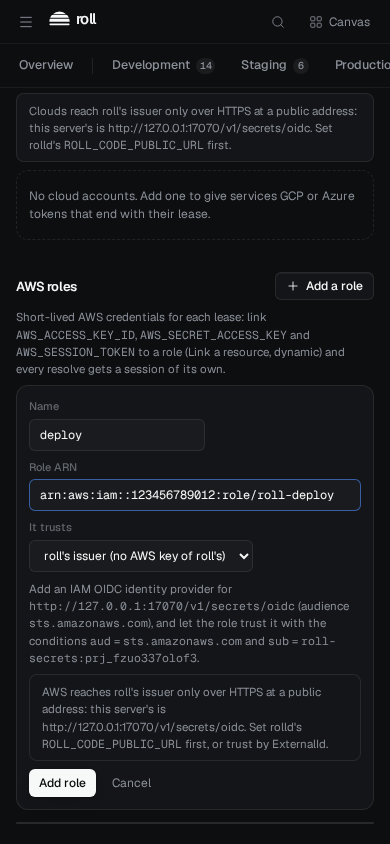 roll
Canvas
Overview
Development 14
Staging 6
Productio
Clouds reach roll's issuer only over HTTPS at a public address:
this server's is http://127.0.0.1:17070/v1/secrets/oidc. Set
rolld's ROLL_CODE_PUBLIC_URL first.
No cloud accounts. Add one to give services GCP or Azure
tokens that end with their lease.
AWS roles
Add a role
Short-lived AWS credentials for each lease: link
AWS_ACCESS_KEY_ID, AWS_SECRET_ACCESS_KEY and
AWS_SESSION_TOKEN to a role (Link a resource, dynamic) and
every resolve gets a session of its own.
Name
deploy
Role ARN
arn:aws:iam::123456789012:role/roll-deploy
It trusts
roll's issuer (no AWS key of roll's)
Add an IAM OIDC identity provider for
http://127.0.0.1:17070/v1/secrets/oidc (audience
sts.amazonaws.com), and let the role trust it with the
conditions aud = sts.amazonaws.com and sub = roll-
secrets:prj_fzuo337olof3.
AWS reaches roll's issuer only over HTTPS at a public
address: this server's is
http://127.0.0.1:17070/v1/secrets/oidc. Set rolld's
ROLL_CODE_PUBLIC_URL first, or trust by ExternalId.
Add role
Cancel